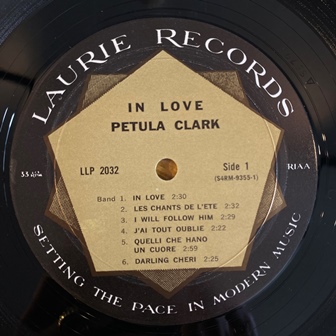 LAURIE RECORDS
IN LOVE
PETULA CLARK
LLP 2032
Side 1
(S4RM-9355-1)
33 ⅓
RIAA
Band 1. IN LOVE 2:30
2. LES CHANTS DE L'ETE 2:32
3. I WILL FOLLOW HIM 2:29
4. J'AI TOUT OUBLIE 2:22
5. QUELLI CHE HANO
UN CUORE 2:59
6. DARLING CHERI 2:25
SETTING THE PACE IN MODERN MUSIC